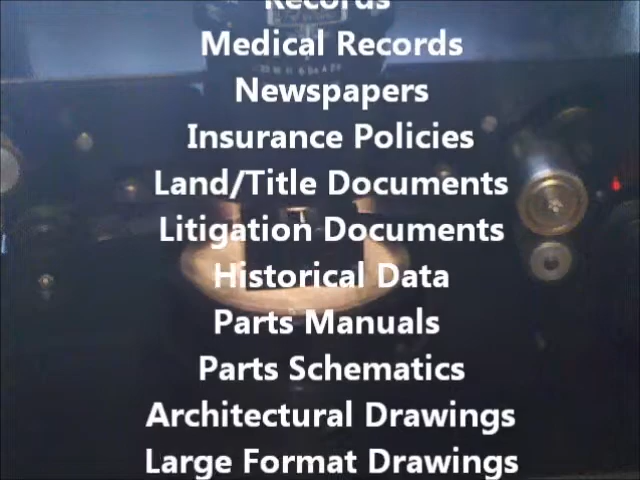 Records
Medical Records
Newspapers
Insurance Policies
Land/Title Documents
Litigation Documents
Historical Data
Parts Manuals
Parts Schematics
Architectural Drawings
Large Format Drawings